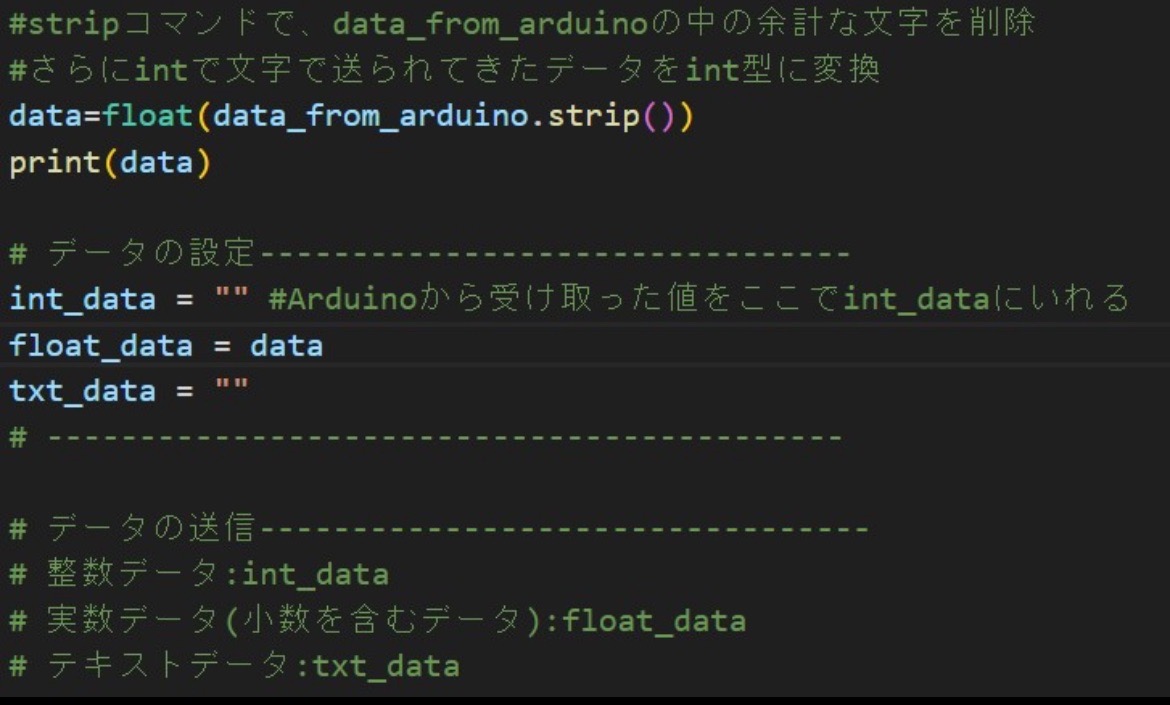 #stripコマンドで、data_from_arduinoの中の余計な文字を削除
#さらにintで文字で送られてきたデータをint型に変換
data=float(data_from_arduino.strip())
print(data)
# データの設定--------------------------------
int_data = "" #Arduinoから受け取った値をここでint_dataにいれる
float_data = data
txt_data = ""
# -------------------------------------------
# データの送信---------------------------------
# 整数データ:int_data
# 実数データ(小数を含むデータ):float_data
# テキストデータ:txt_data